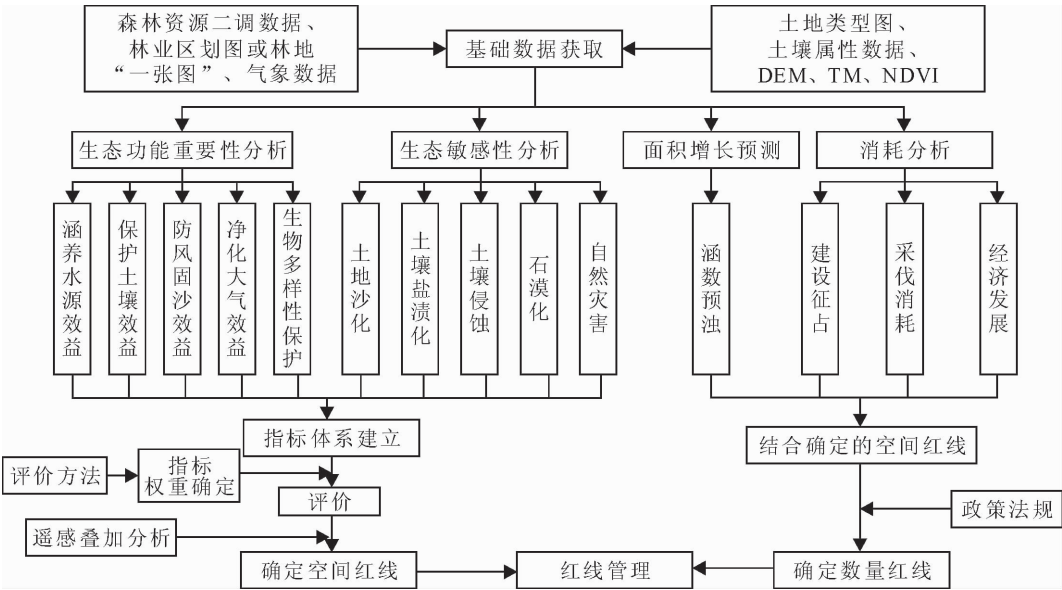 森林资源二调数据、
林业区划图或林地
“一张图”、气象数据
基础数据获取
土地类型图、
土壤属性数据、
DEM、TM、NDVI
生态功能重要性分析
生态敏感性分析
面积增长预测
消耗分析
涵养水源效益
保护土壤效益
防风固沙效益
净化大气效益
生物多样性保护
土地沙化
土壤盐渍化
土壤侵蚀
石漠化
自然灾害
涵数预浊
建设征占
采伐消耗
经济发展
指标体系建立
结合确定的空间红线
评价方法
指标
权重确定
评价
政策法规
遥感叠加分析
确定空间红线
红线管理
确定数量红线